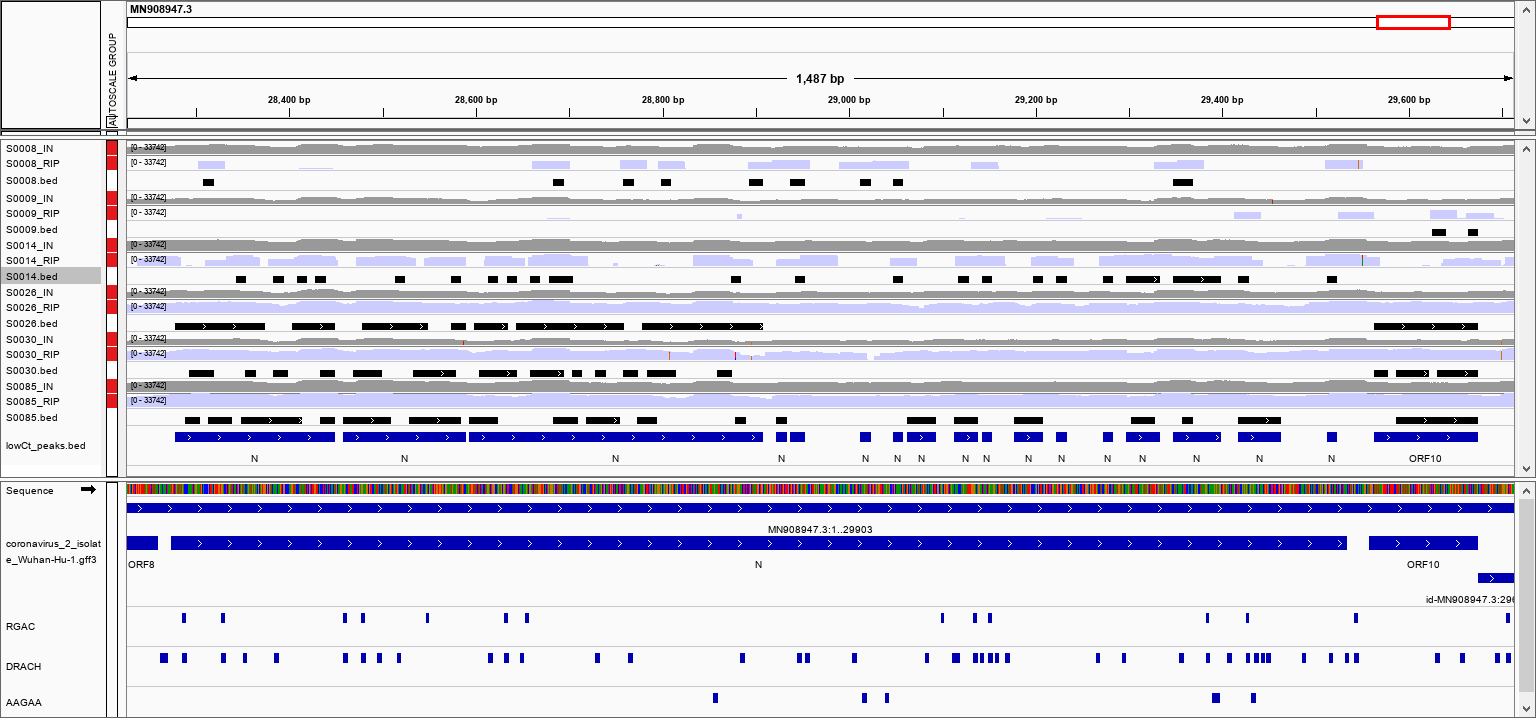 MN908947.3
AUTOSCALE GROUP
1,487 bp
28,400 bp 28,600 bp 28,800 bp 29,000 bp 29,200 bp 29,400 bp 29,600 bp
S0008_IN [0 - 33742]
S0008_RIP [0 - 33742]
S0008.bed
S0009_IN [0 - 33742]
S0009_RIP [0 - 33742]
S0009.bed
S0014_IN [0 - 33742]
S0014_RIP [0 - 33742]
S0014.bed
S0026_IN [0 - 33742]
S0026_RIP [0 - 33742]
S0026.bed
S0030_IN [0 - 33742]
S0030_RIP [0 - 33742]
S0030.bed
S0085_IN [0 - 33742]
S0085_RIP [0 - 33742]
S0085.bed
lowCt_peaks.bed
N N N N N N N N N N N N N N N N ORF10
Sequence
MN908947.3:1..29903
coronavirus_2_isolat
e_Wuhan-Hu-1.gff3
ORF8 N ORF10
id-MN908947.3:296
RGAC
DRACH
AAGAA